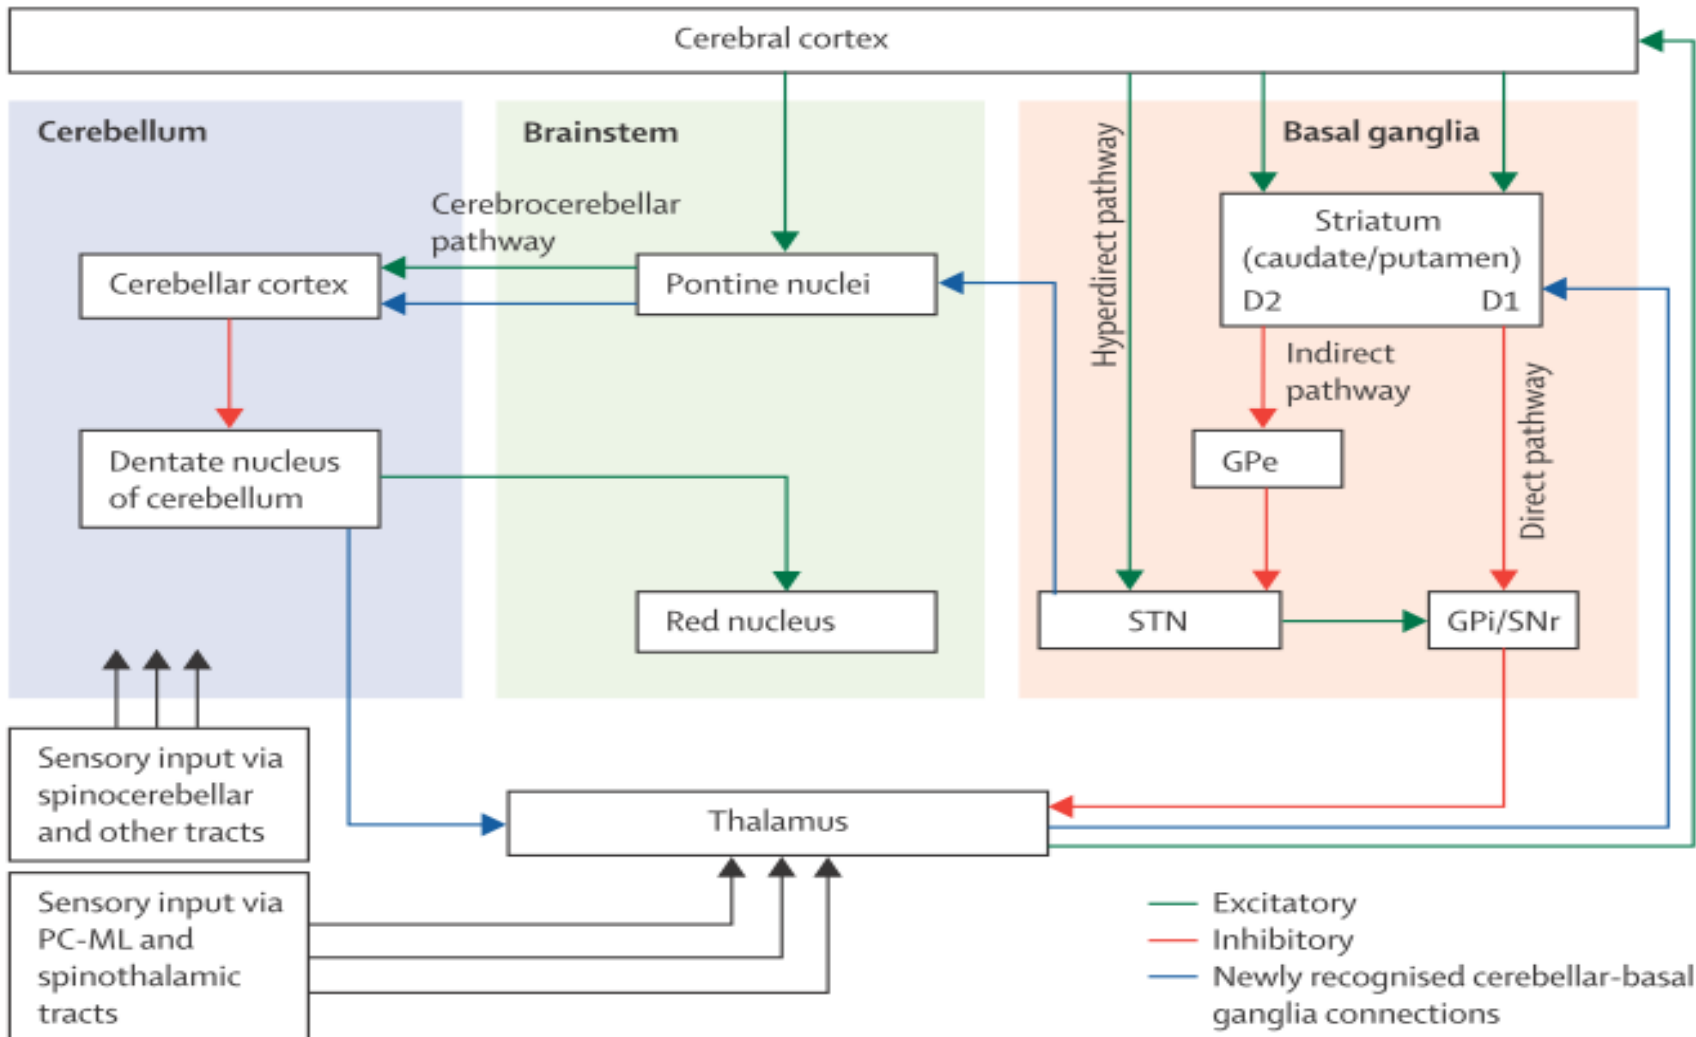 Cerebral cortex
Cerebellum
Brainstem
Basal ganglia
Cerebrocerebellar
pathway
Hyperdirect pathway
Striatum
(caudate/putamen)
D2
D1
Cerebellar cortex
Pontine nuclei
Indirect
pathway
Direct pathway
Dentate nucleus
of cerebellum
GPe
Red nucleus
STN
GPi/SNr
Sensory input via
spinocerebellar
and other tracts
Thalamus
Sensory input via
PC-ML and
spinothalamic
tracts
Excitatory
Inhibitory
Newly recognised cerebellar-basal
ganglia connections